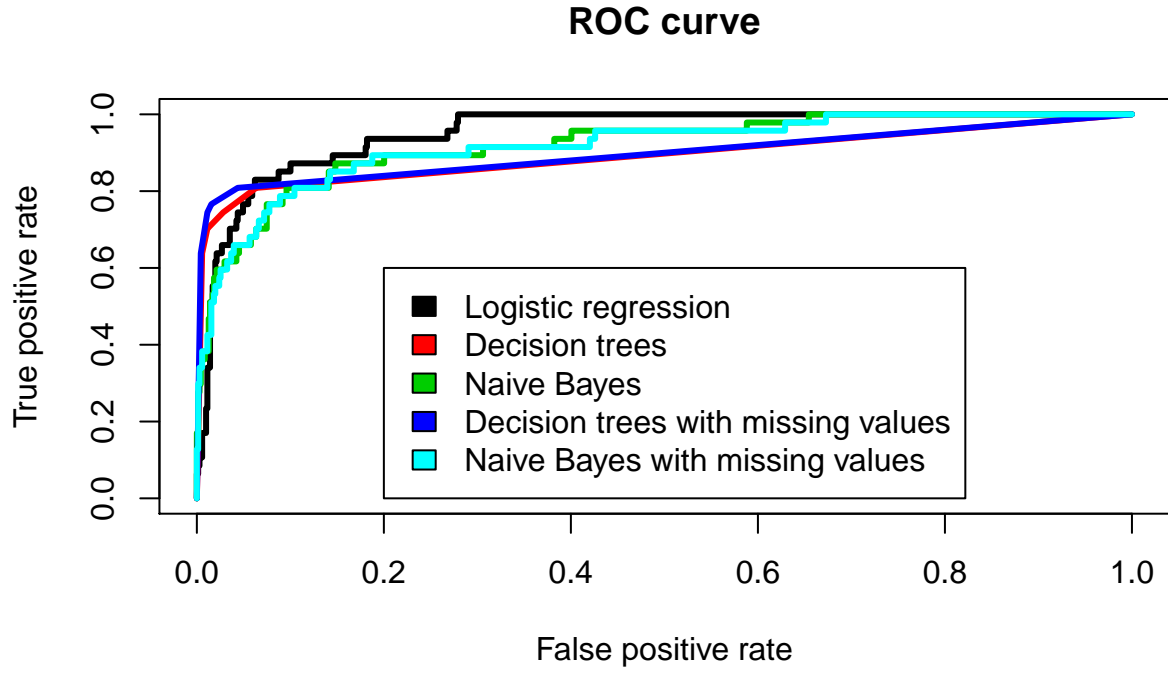 ROC curve
True positive rate
1.0
0.8
0.6
0.4
0.2
0.0
Logistic regression
Decision trees
Naive Bayes
Decision trees with missing values
Naive Bayes with missing values
0.0 0.2 0.4 0.6 0.8 1.0
False positive rate